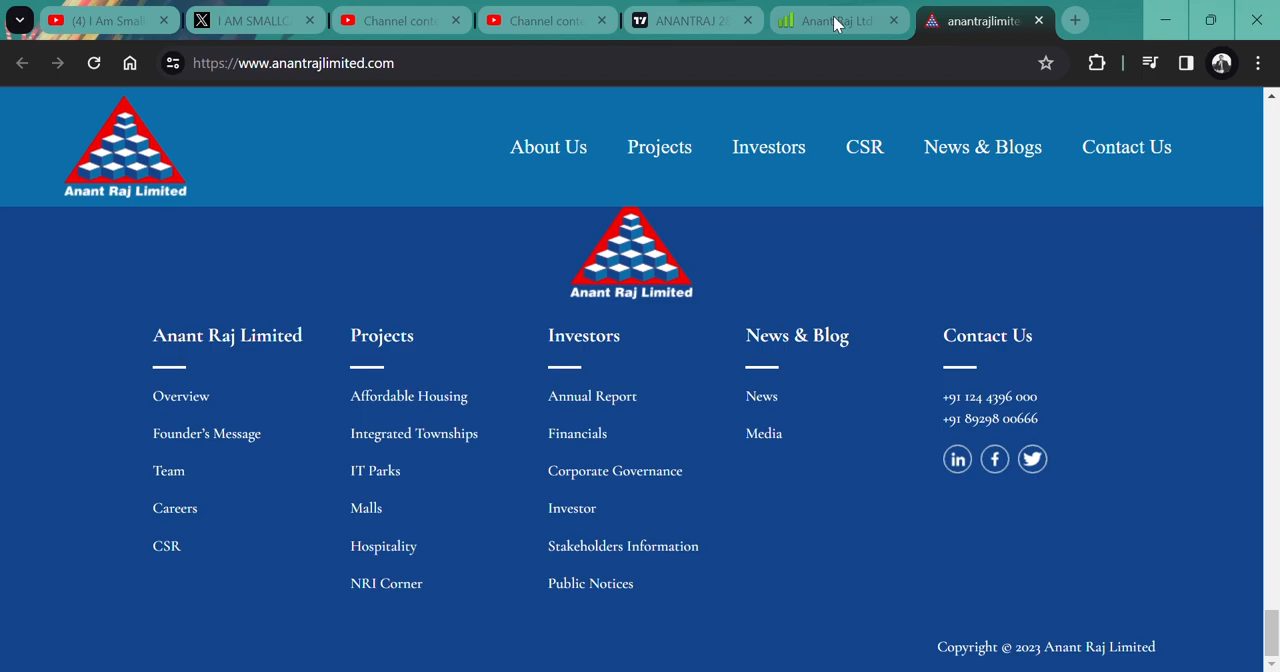 (4) I Am Small
I AM SMALLC
Channel cont
Channel cont
ANANTRAJ 2
Anant Raj Ltd
anantrajlimite
https://www.anantrajlimited.com
Anant Raj Limited
About Us
Projects
Investors
CSR
News & Blogs
Contact Us
Anant Raj Limited
Anant Raj Limited
Overview
Founder's Message
Team
Careers
CSR
Projects
Affordable Housing
Integrated Townships
IT Parks
Malls
Hospitality
NRI Corner
Investors
Annual Report
Financials
Corporate Governance
Investor
Stakeholders Information
Public Notices
News & Blog
News
Media
Contact Us
+91 124 4396 000
+91 89298 00666
Copyright © 2023 Anant Raj Limited